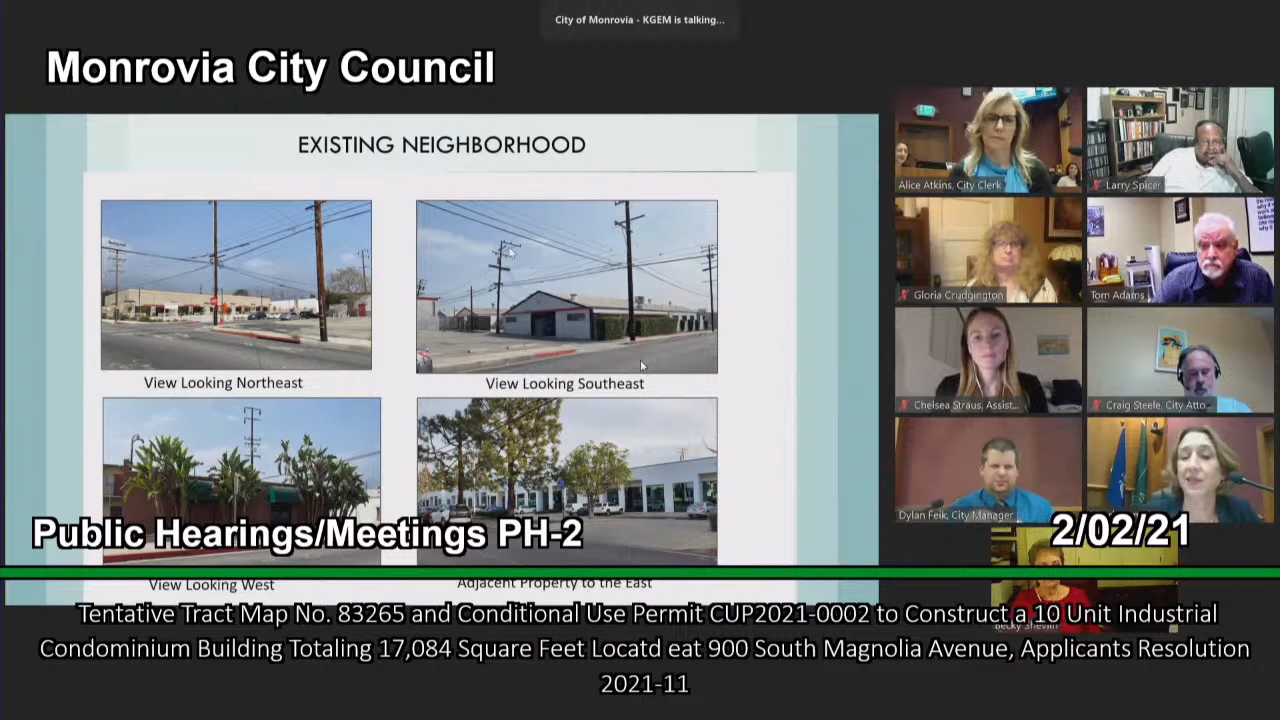 City of Monrovia - KGEM is talking...
Monrovia City Council
EXISTING NEIGHBORHOOD
View Looking Northeast
View Looking Southeast
View Looking West
Adjacent Property to the East
Alice Atkins, City Clerk
Larry Spicer
Gloria Crudgington
Tom Adams
Chelsea Straus, Assist...
Craig Steele, City Atto...
Dylan Feik, City Manager
Becky Shevlin
Public Hearings/Meetings PH-2
2/02/21
Tentative Tract Map No. 83265 and Conditional Use Permit CUP2021-0002 to Construct a 10 Unit Industrial
Condominium Building Totaling 17,084 Square Feet Locatd eat 900 South Magnolia Avenue, Applicants Resolution
2021-11